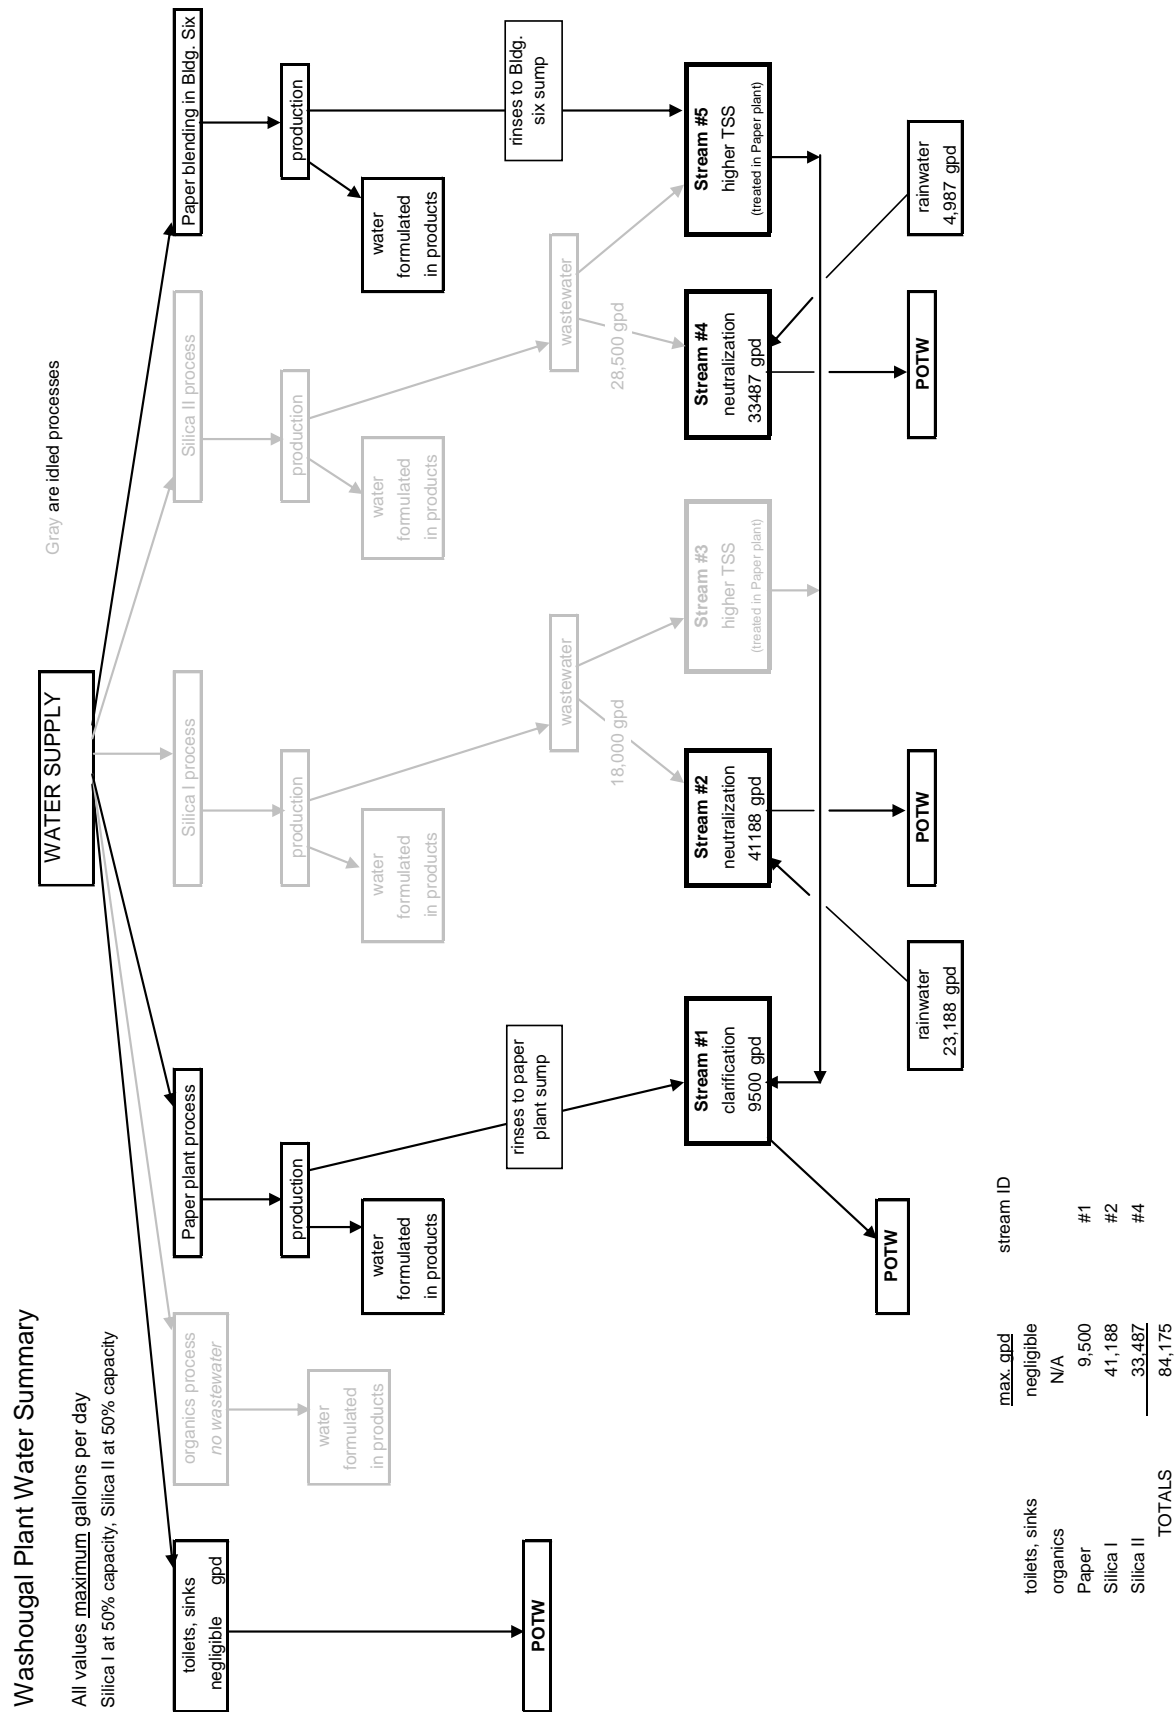 Washougal Plant Water Summary
All values maximum gallons per day
Silica I at 50% capacity, Silica II at 50% capacity
WATER SUPPLY
Gray are idled processes
toilets, sinks
negligible gpd
organics process
no wastewater
Paper plant process
Silica I process
Silica II process
Paper blending in Bldg. Six
production
production
production
production
water
formulated
in products
water
formulated
in products
water
formulated
in products
water
formulated
in products
water
formulated
in products
POTW
rinses to paper
plant sump
wastewater
wastewater
rinses to Bldg.
six sump
18,000 gpd
28,500 gpd
Stream #1
clarification
9500 gpd
Stream #2
neutralization
41188 gpd
Stream #3
higher TSS
(treated in Paper plant)
Stream #4
neutralization
33487 gpd
Stream #5
higher TSS
(treated in Paper plant)
POTW
rainwater
23,188 gpd
POTW
POTW
rainwater
4,987 gpd
max. gpd stream ID
toilets, sinks negligible
organics N/A
Paper 9,500 #1
Silica I 41,188 #2
Silica II 33,487 #4
TOTALS 84,175